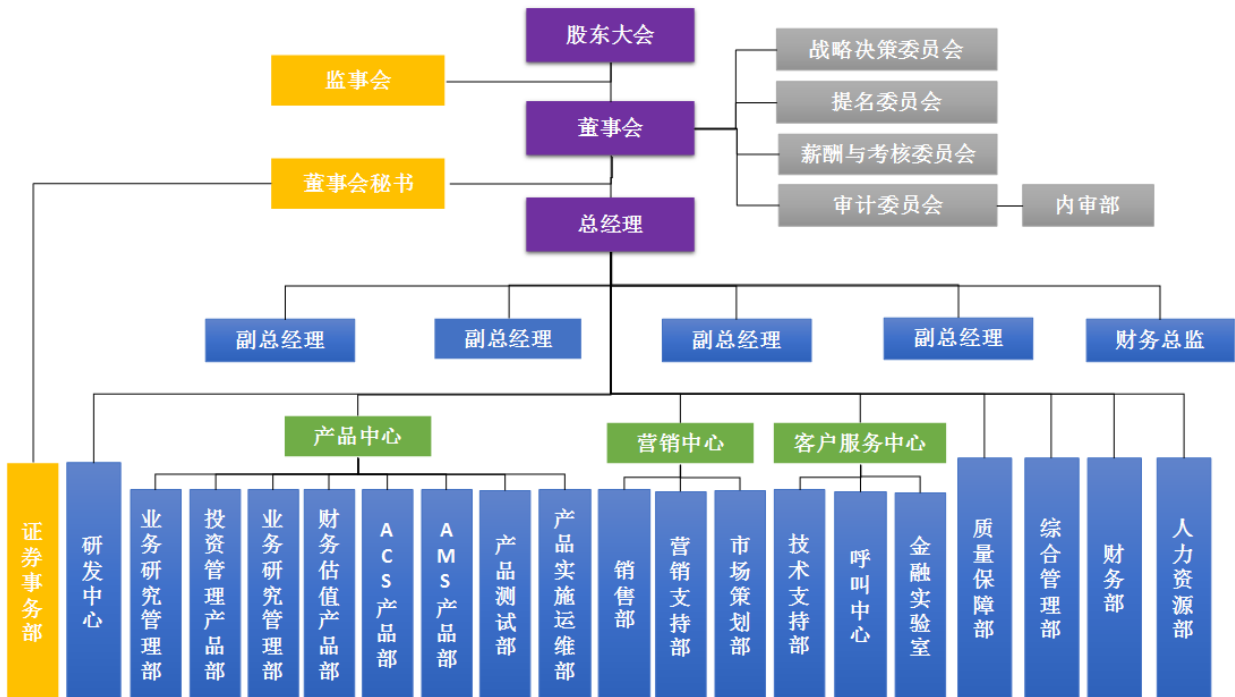 股东大会
战略决策委员会
监事会
提名委员会
董事会
薪酬与考核委员会
董事会秘书
审计委员会
内审部
总经理
副总经理
副总经理
副总经理
副总经理
财务总监
产品中心
营销中心
客户服务中心
证券事务部
研发中心
业务研究管理部
投资管理产品部
业务研究管理部
财务估值产品部
ACS产品部
AMS产品部
产品测试部
产品实施运维部
销售部
营销支持部
市场策划部
技术支持部
呼叫中心
金融实验室
质量保障部
综合管理部
财务部
人力资源部